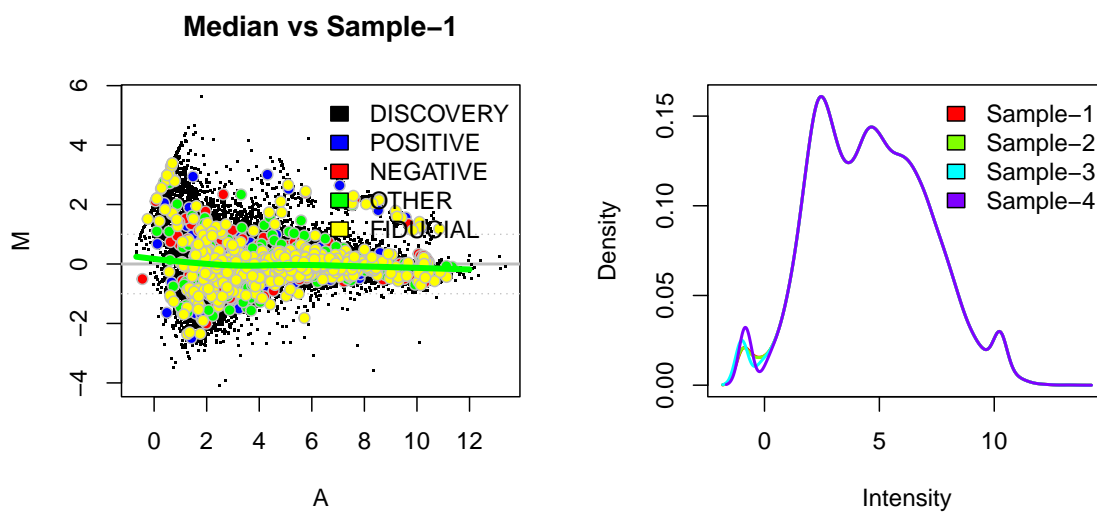 Median vs Sample−1
M
6
4
2
0
−2
−4
DISCOVERY
POSITIVE
NEGATIVE
OTHER
FIDUCIAL
0 2 4 6 8 10 12
A
Density
0.15
0.10
0.05
0.00
Sample−1
Sample−2
Sample−3
Sample−4
0 5 10
Intensity